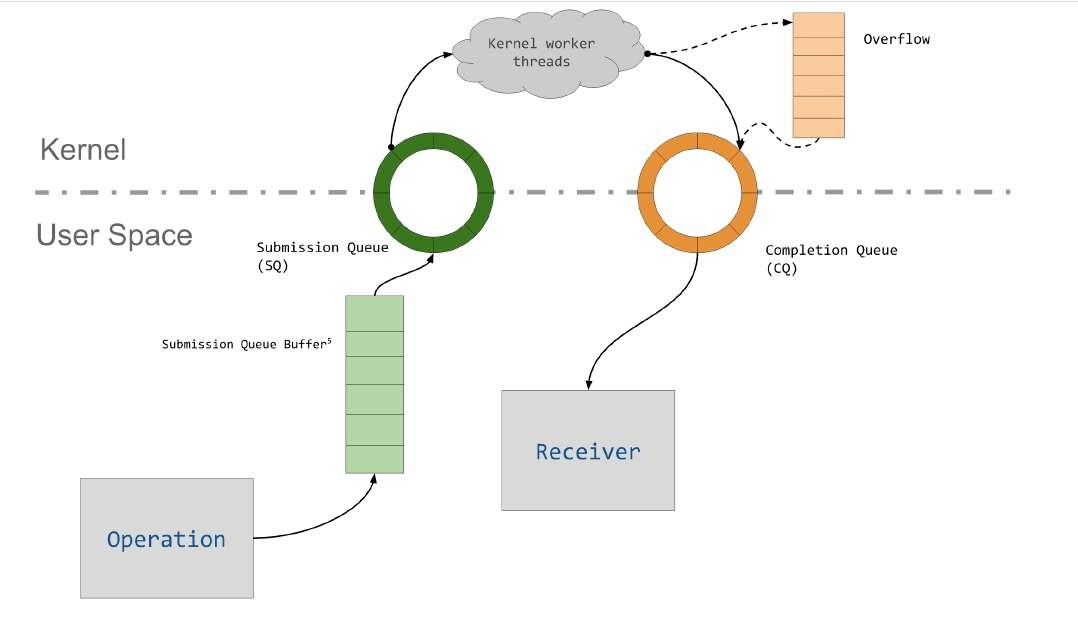 Kernel worker
threads
Overflow
Kernel
User Space
Submission Queue
(SQ)
Completion Queue
(CQ)
Submission Queue Buffer⁵
Receiver
Operation